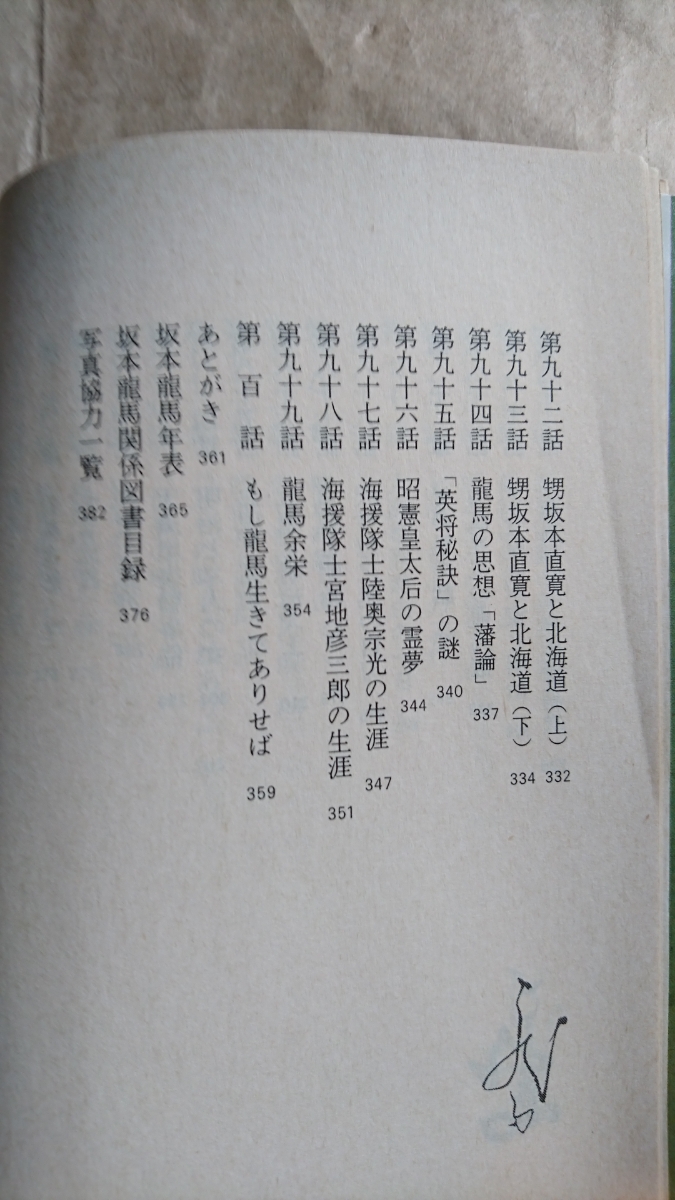 第九十二話 甥坂本直寛と北海道(上) 332
第九十三話 甥坂本直寛と北海道(下) 334
第九十四話 龍馬の思想「藩論」 337
第九十五話 「英将秘訣」の謎 340
第九十六話 昭憲皇太后の霊夢 344
第九十七話 海援隊士陸奥宗光の生涯 347
第九十八話 海援隊士宮地彦三郎の生涯 351
第九十九話 龍馬余栄 354
第百話 もし龍馬生きてありせば 359
あとがき 361
坂本龍馬年表 365
坂本龍馬関係図書目録 376
写真協力一覧 382